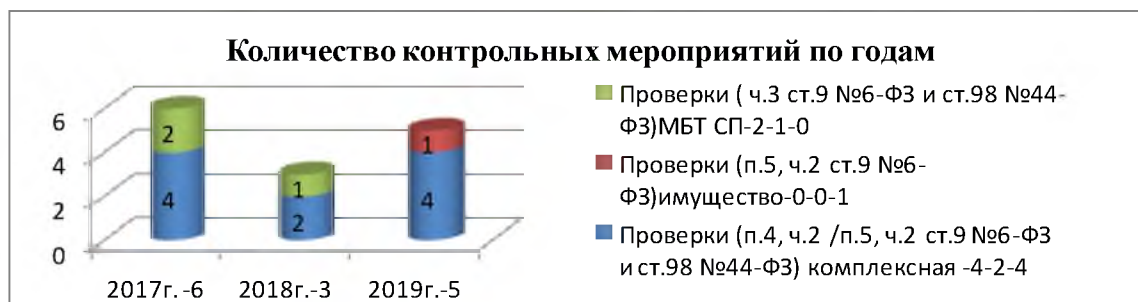 Количество контрольных мероприятий по годам
6
4
2
0
2
4
1
2
1
4
2017г.-6 2018г.-3 2019г.-5
Проверки ( ч.3 ст.9 №6-ФЗ и ст.98 №44-
ФЗ)МБТ СП-2-1-0
Проверки (п.5, ч.2 ст.9 №6-
ФЗ)имущество-0-0-1
Проверки (п.4, ч.2 /п.5, ч.2 ст.9 №6-ФЗ
и ст.98 №44-ФЗ) комплексная -4-2-4